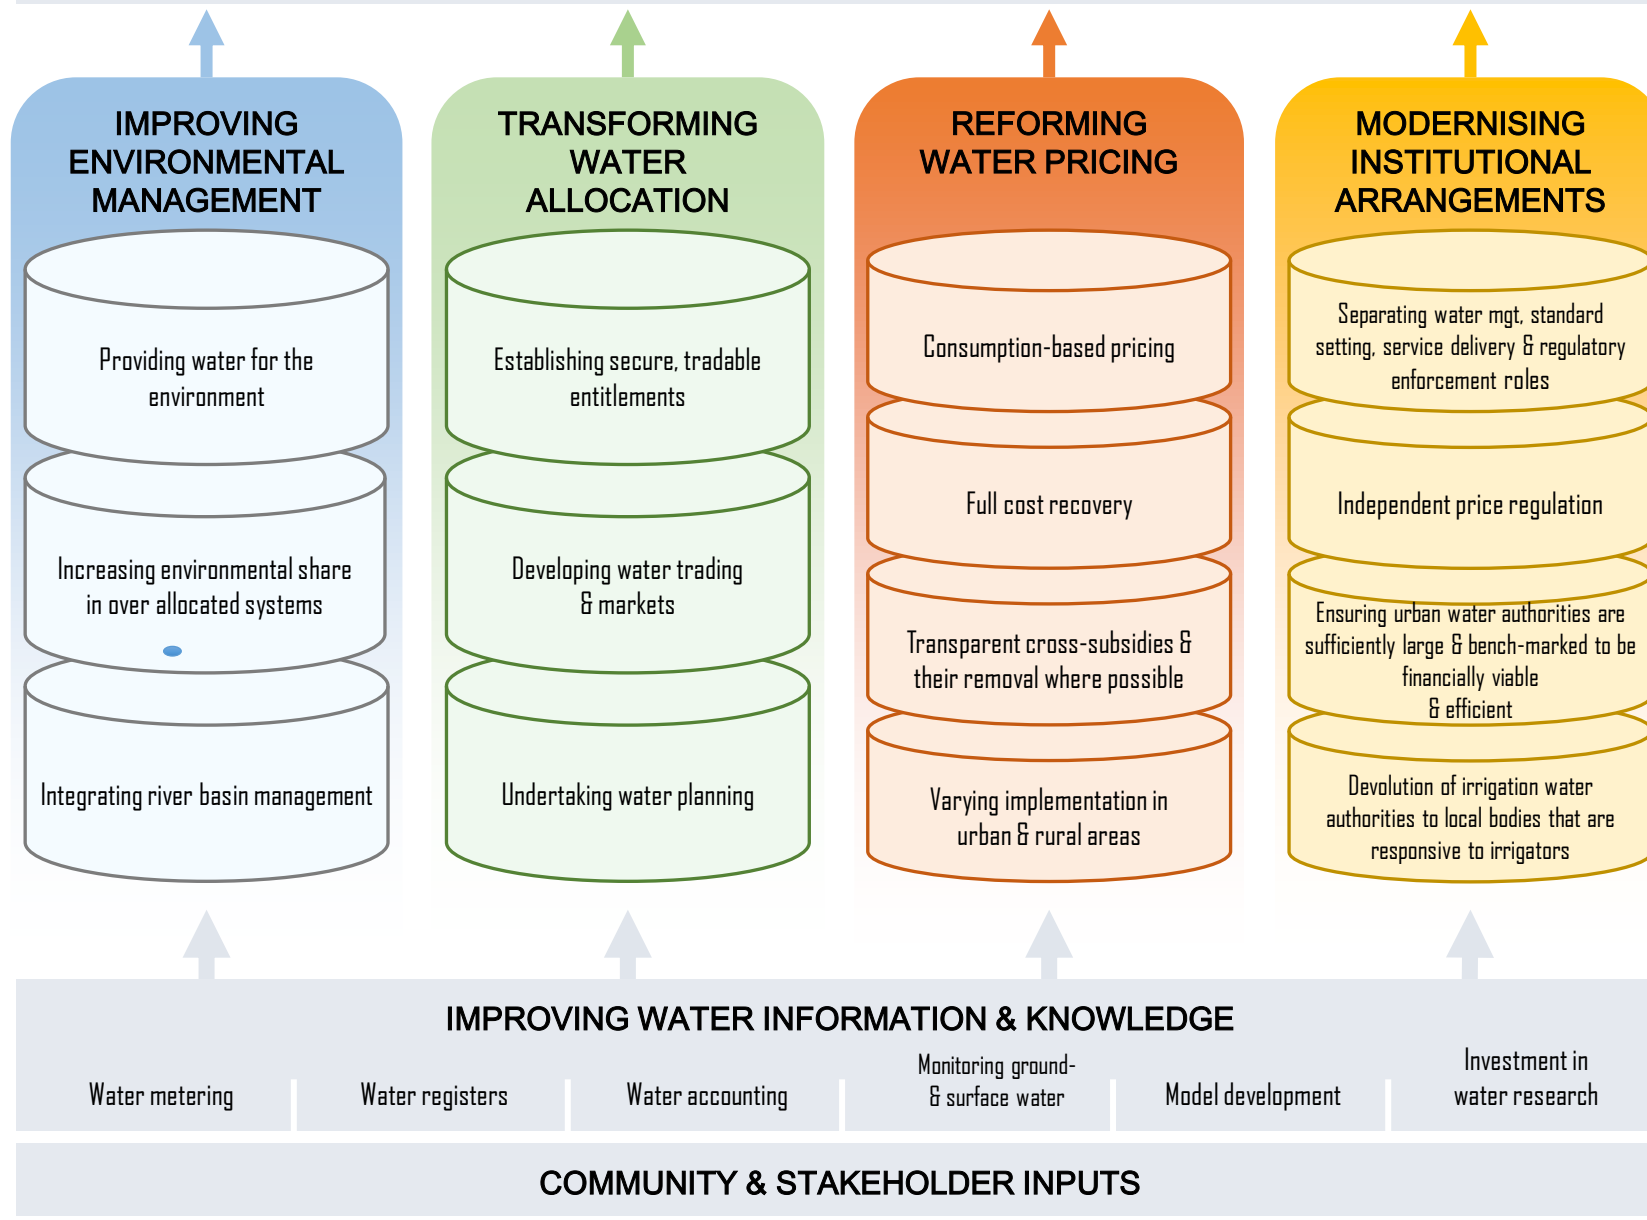 IMPROVING
ENVIRONMENTAL
MANAGEMENT
Providing water for the
environment
Increasing environmental share
in over allocated systems
Integrating river basin management
TRANSFORMING
WATER
ALLOCATION
Establishing secure, tradable
entitlements
Developing water trading
& markets
Undertaking water planning
REFORMING
WATER PRICING
Consumption-based pricing
Full cost recovery
Transparent cross-subsidies &
their removal where possible
Varying implementation in
urban & rural areas
MODERNISING
INSTITUTIONAL
ARRANGEMENTS
Separating water mgt, standard
setting, service delivery & regulatory
enforcement roles
Independent price regulation
Ensuring urban water authorities are
sufficiently large & bench-marked to be
financially viable
& efficient
Devolution of irrigation water
authorities to local bodies that are
responsive to irrigators
IMPROVING WATER INFORMATION & KNOWLEDGE
Water metering
Water registers
Water accounting
Monitoring ground-
& surface water
Model development
Investment in
water research
COMMUNITY & STAKEHOLDER INPUTS